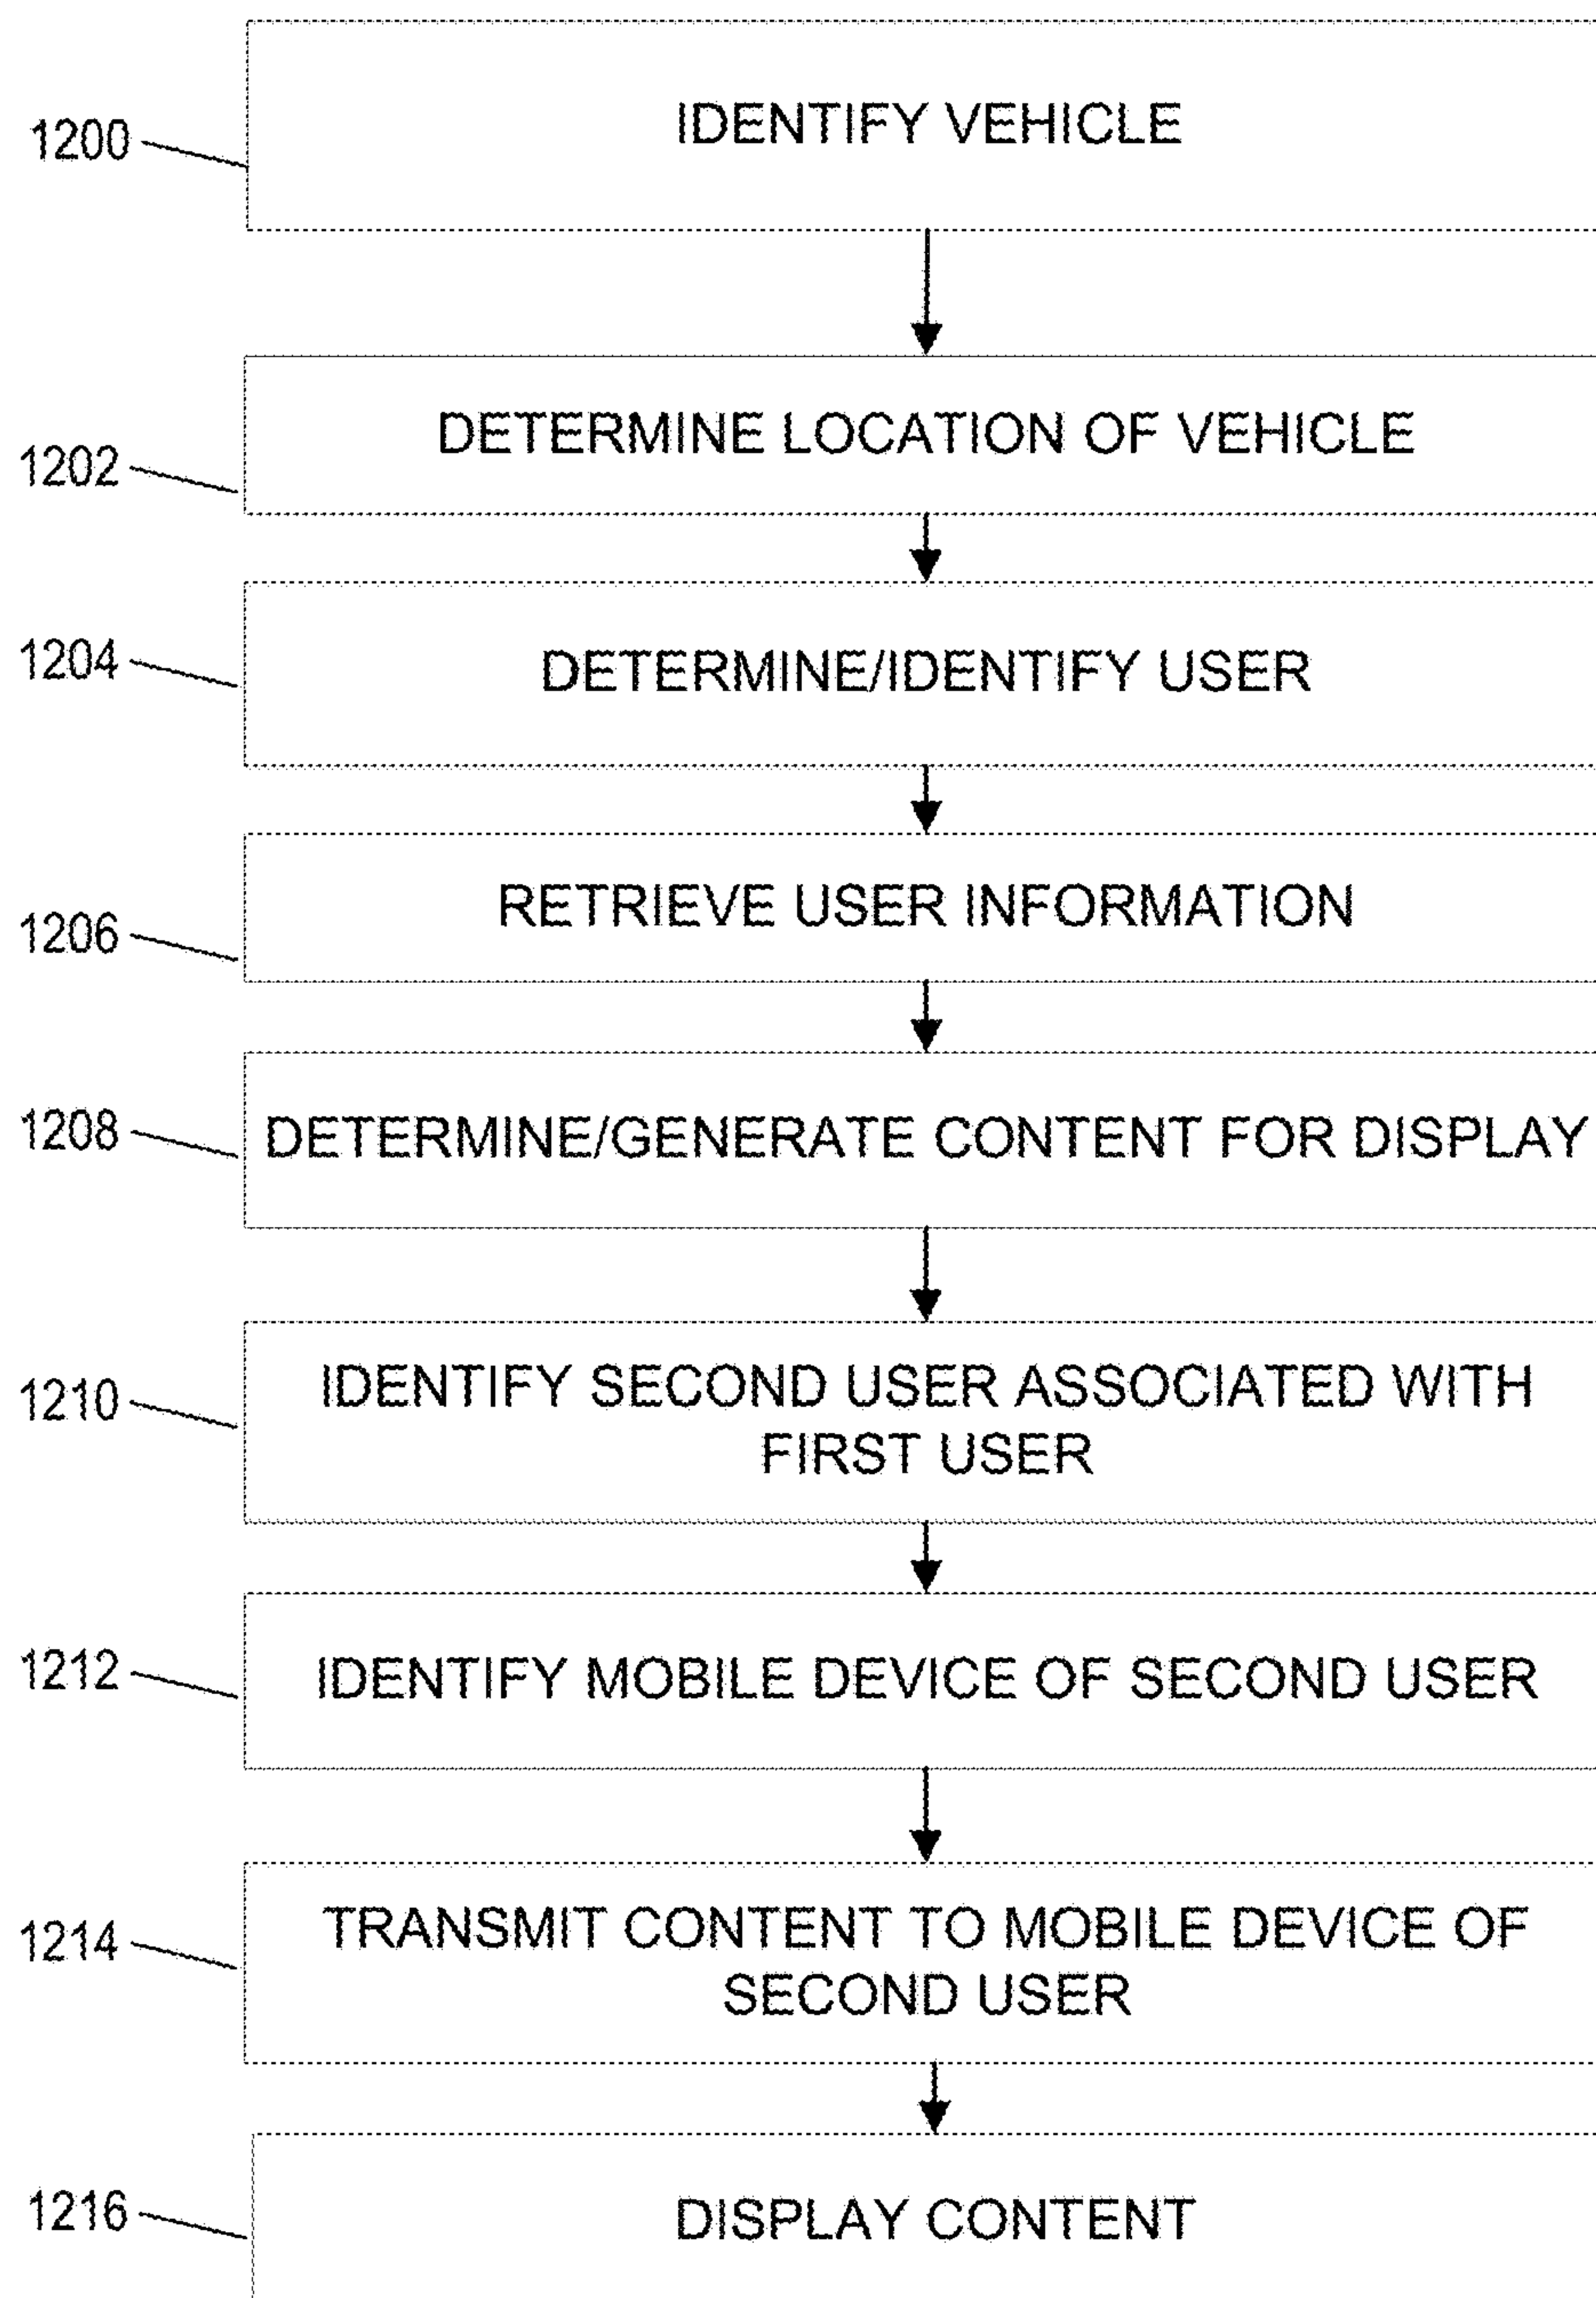 IDENTIFY VEHICLE
1200
DETERMINE LOCATION OF VEHICLE
1202
DETERMINE/IDENTIFY USER
1204
RETRIEVE USER INFORMATION
1206
DETERMINE/GENERATE CONTENT FOR DISPLAY
1208
IDENTIFY SECOND USER ASSOCIATED WITH
FIRST USER
1210
IDENTIFY MOBILE DEVICE OF SECOND USER
1212
TRANSMIT CONTENT TO MOBILE DEVICE OF
SECOND USER
1214
DISPLAY CONTENT
1216